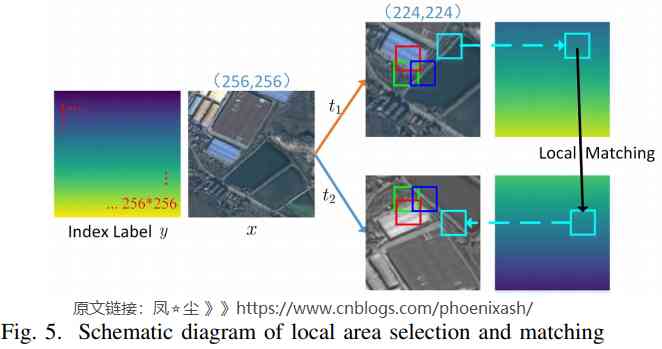 (224,224)
(256,256)
t₁
1 ...
Local Matching
... 256*256
t₂
Index Label y
x
原文链接：凤⭐尘 》》https://www.cnblogs.com/phoenixash/
Fig. 5. Schematic diagram of local area selection and matching